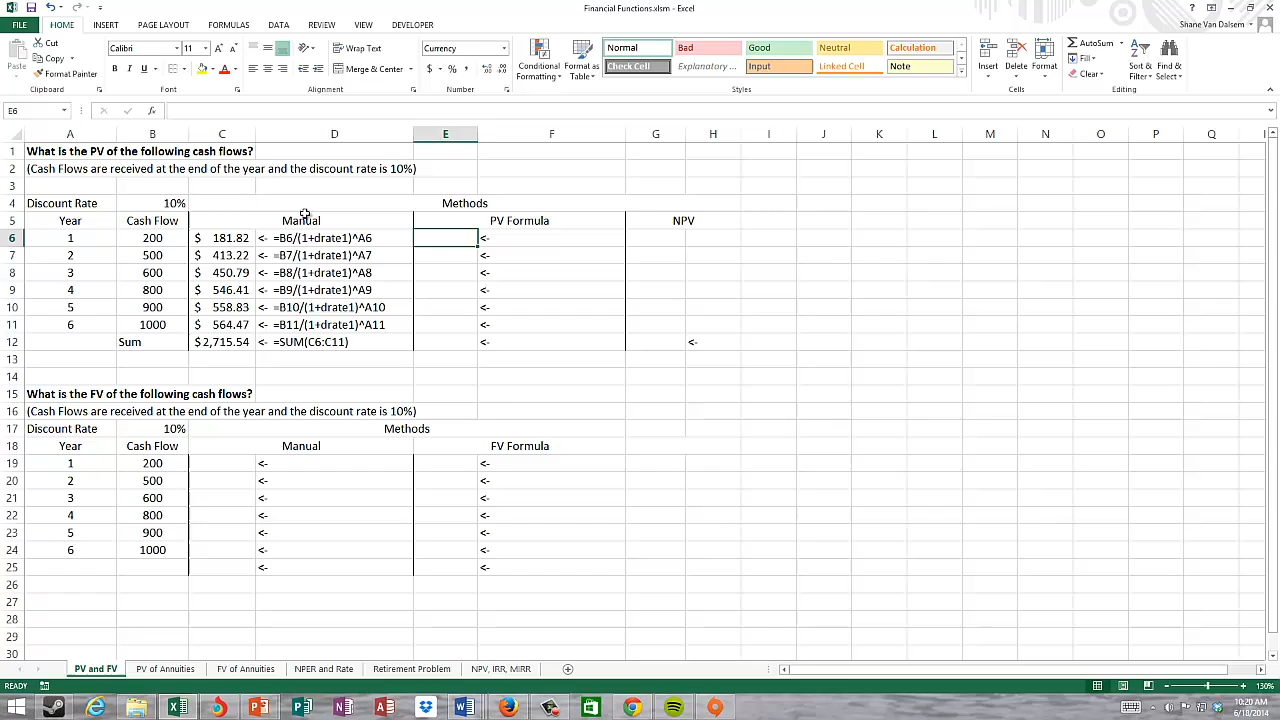 Financial Functions.xlsm - Excel
FILE HOME INSERT PAGE LAYOUT FORMULAS DATA REVIEW VIEW DEVELOPER Shane Van Dalsem
Paste Cut Copy Format Painter Clipboard
Calibri 11 B I U A Font
Wrap Text Merge & Center Alignment
Currency $ % , Number
Conditional Formatting Format as Table
Normal Bad Good Neutral Calculation
Check Cell Explanatory ... Input Linked Cell Note
Styles
Insert Delete Format Cells
AutoSum Fill Clear Sort & Filter Find & Select Editing
E6 fx
A B C D E F G H I J K L M N O P Q
1 What is the PV of the following cash flows?
2 (Cash Flows are received at the end of the year and the discount rate is 10%)
3
4 Discount Rate 10% Methods
5 Year Cash Flow Manual PV Formula NPV
6 1 200 $ 181.82 <- =B6/(1+drate1)^A6 <-
7 2 500 $ 413.22 <- =B7/(1+drate1)^A7 <-
8 3 600 $ 450.79 <- =B8/(1+drate1)^A8 <-
9 4 800 $ 546.41 <- =B9/(1+drate1)^A9 <-
10 5 900 $ 558.83 <- =B10/(1+drate1)^A10 <-
11 6 1000 $ 564.47 <- =B11/(1+drate1)^A11 <-
12 Sum $2,715.54 <- =SUM(C6:C11) <- <-
13
14
15 What is the FV of the following cash flows?
16 (Cash Flows are received at the end of the year and the discount rate is 10%)
17 Discount Rate 10% Methods
18 Year Cash Flow Manual FV Formula
19 1 200 <- <-
20 2 500 <- <-
21 3 600 <- <-
22 4 800 <- <-
23 5 900 <- <-
24 6 1000 <- <-
25 <- <-
26
27
28
29
30
PV and FV PV of Annuities FV of Annuities NPER and Rate Retirement Problem NPV, IRR, MIRR
READY 130%
10:20 AM
6/18/2014